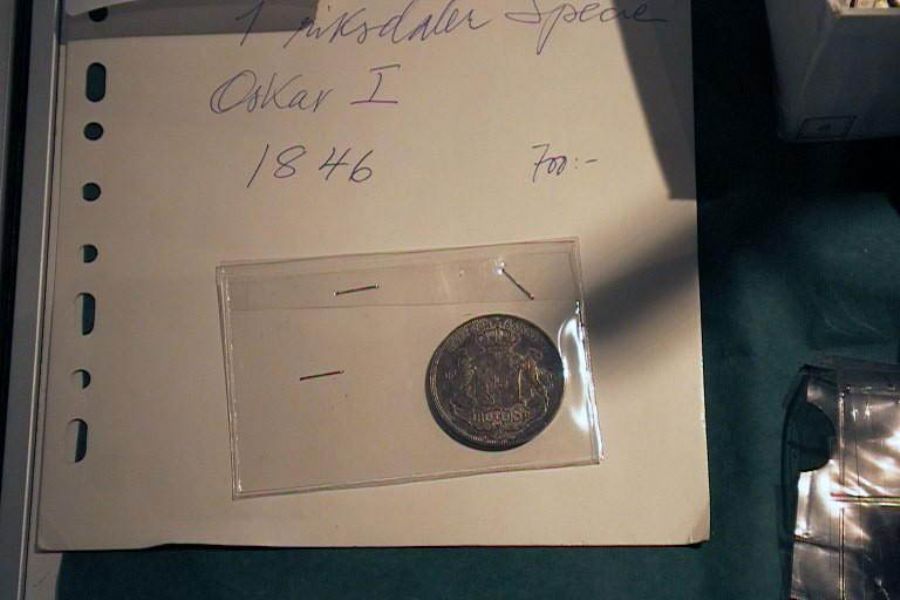 1 riksdaler Specie
Oskar I
1846 700:-